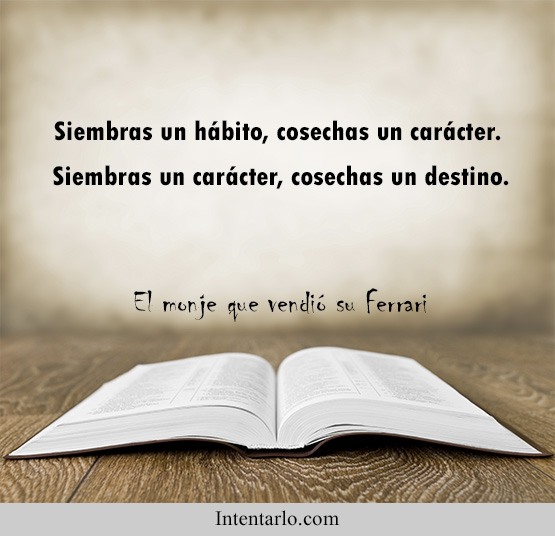 Siembras un hábito, cosechas un carácter.
Siembras un carácter, cosechas un destino.
El monje que vendió su Ferrari
Intentarlo.com